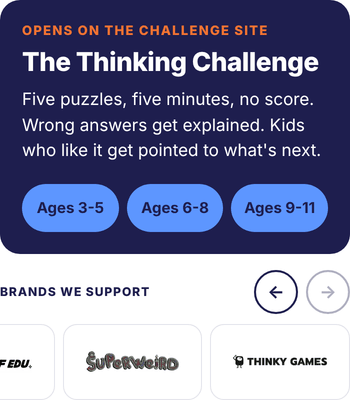 OPENS ON THE CHALLENGE SITE
The Thinking Challenge
Five puzzles, five minutes, no score.
Wrong answers get explained. Kids
who like it get pointed to what's next.
Ages 3-5 Ages 6-8 Ages 9-11
BRANDS WE SUPPORT
F EDU. SUPERWEIRD THINKY GAMES